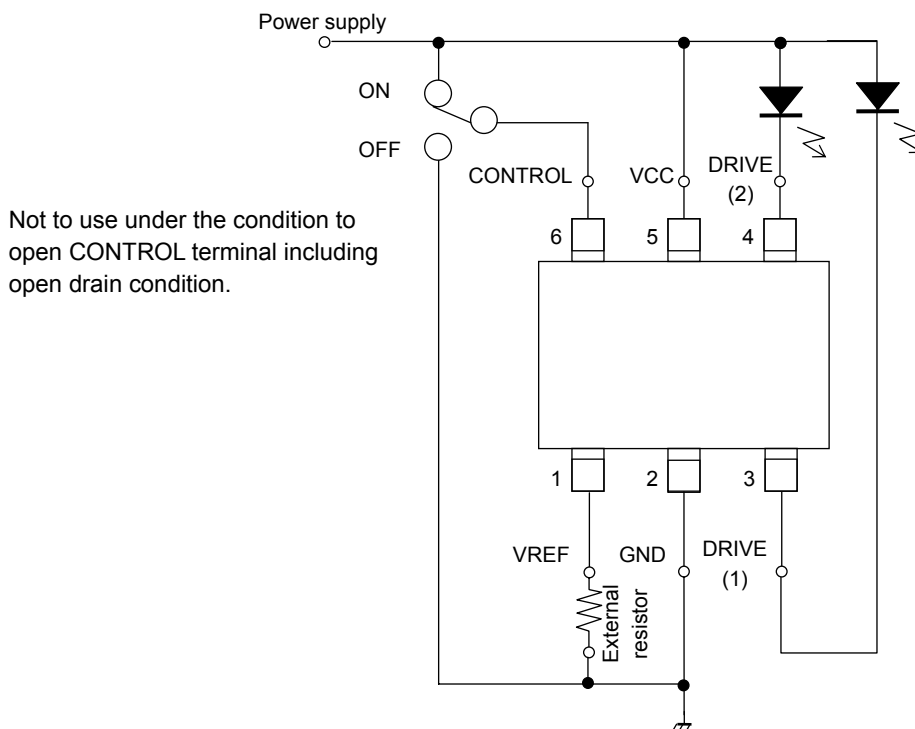 Power supply
ON
OFF
CONTROL
VCC
DRIVE
(2)
Not to use under the condition to
open CONTROL terminal including
open drain condition.
6
5
4
1
2
3
VREF
GND
DRIVE
(1)
External
resistor